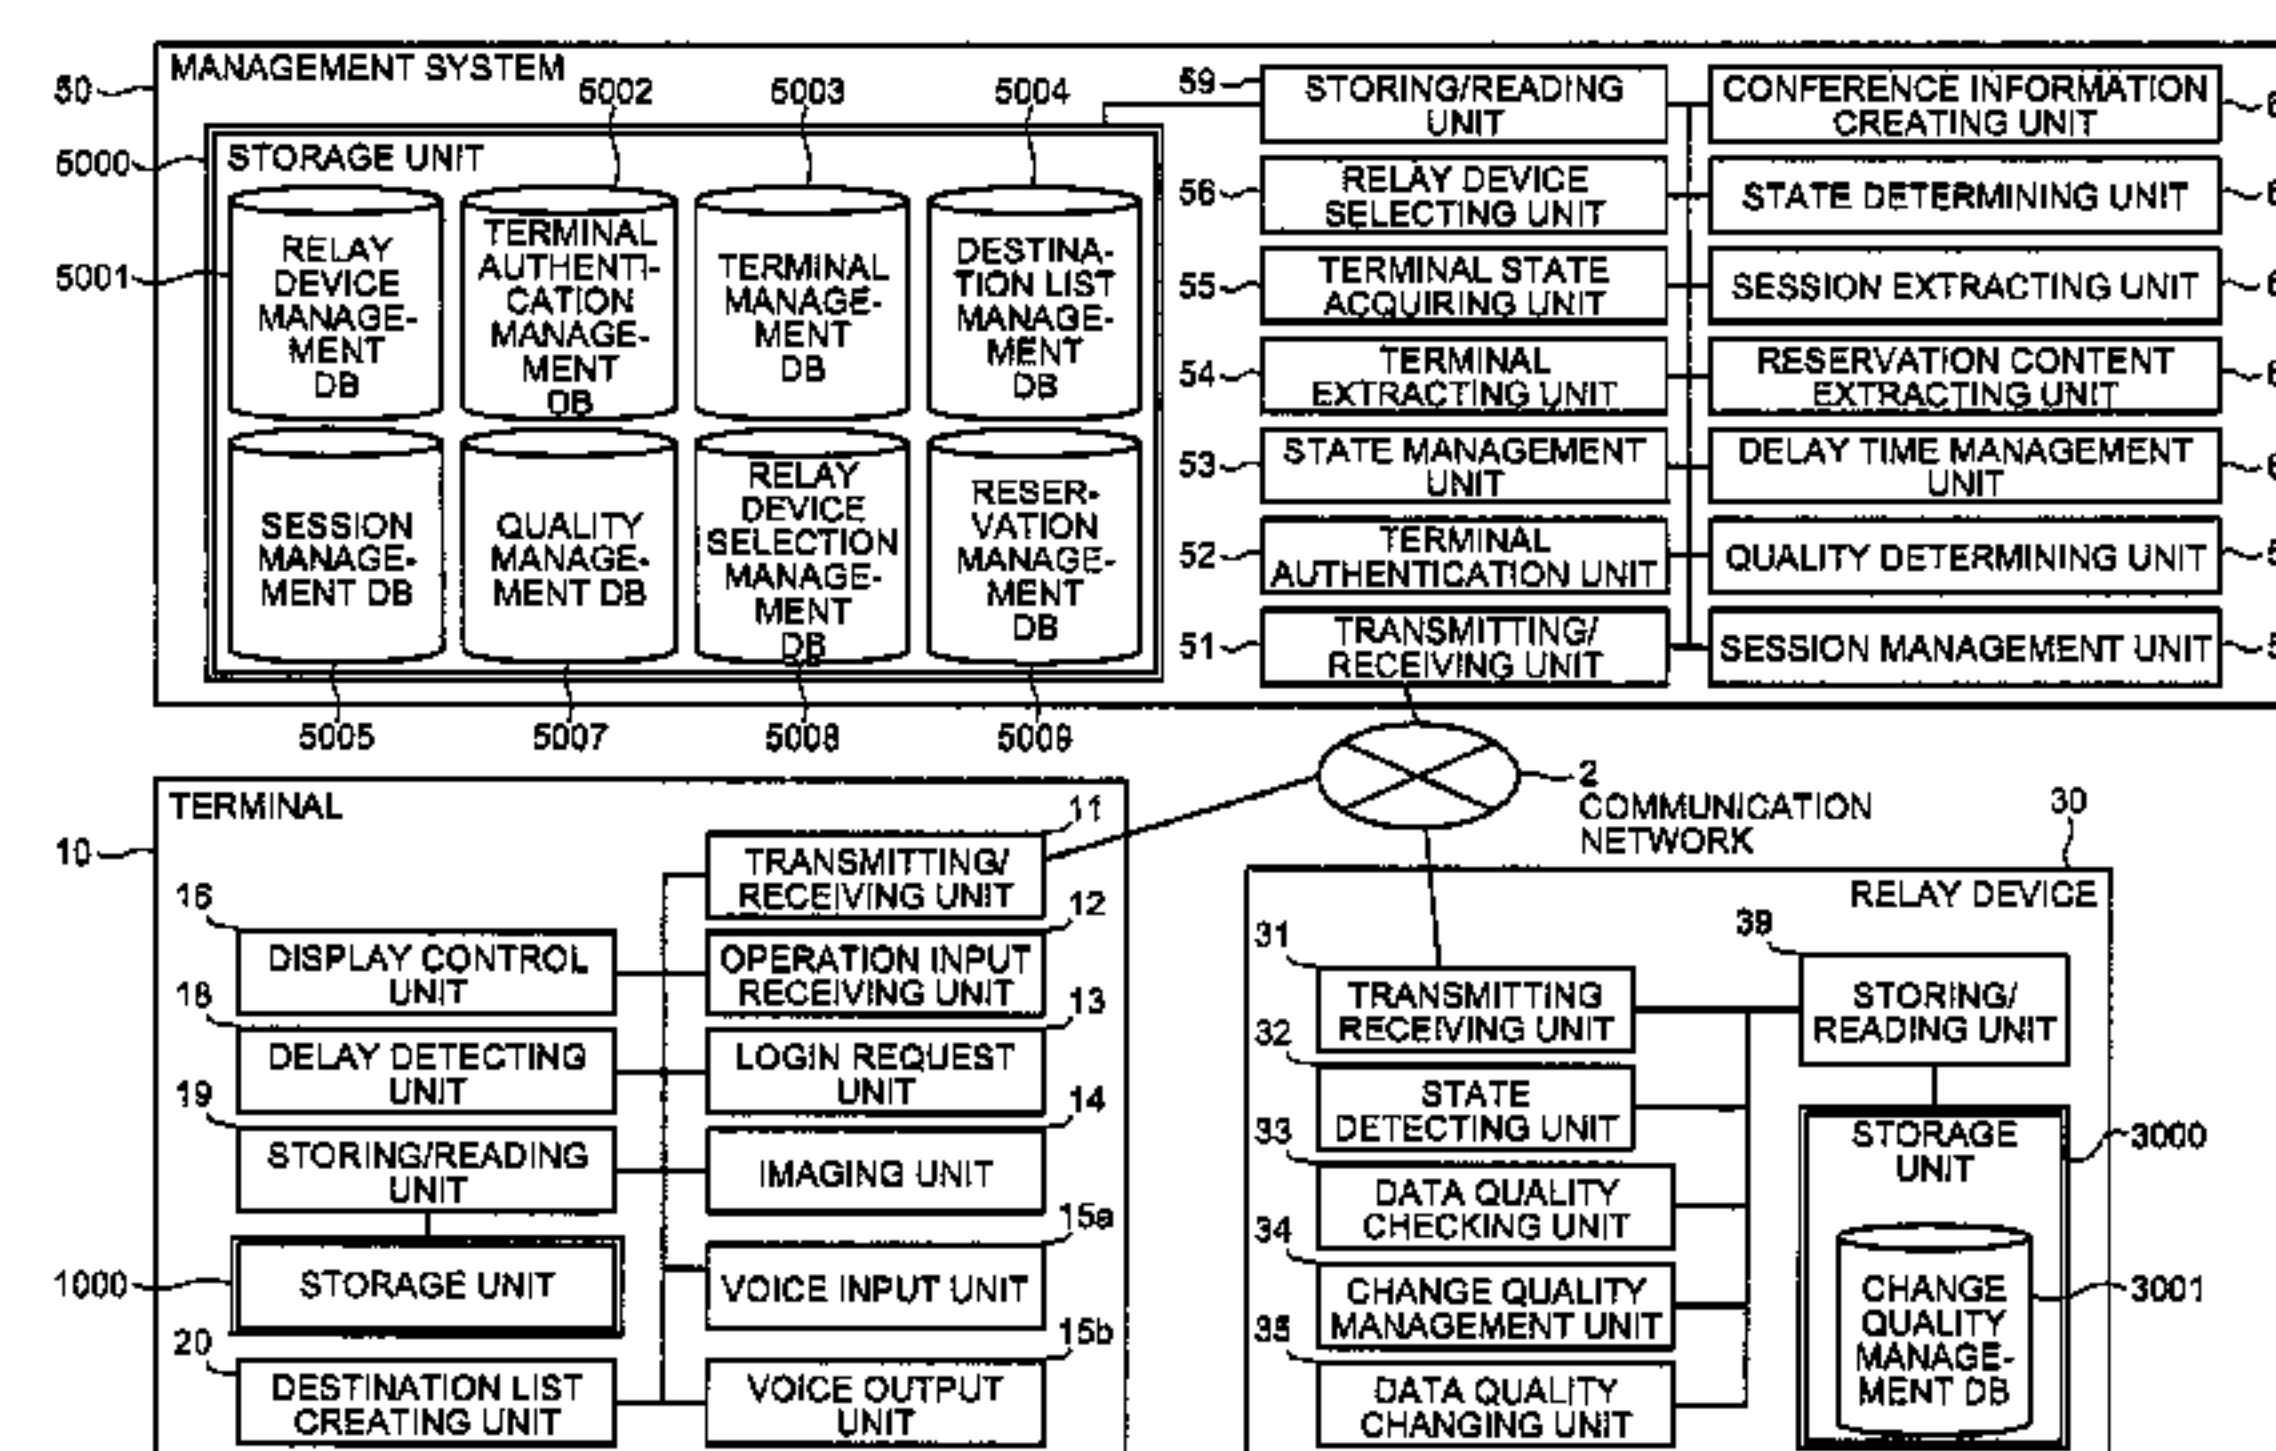 MANAGEMENT SYSTEM
50
5002
5003
5004
5000
STORAGE UNIT
5001
RELAY
DEVICE
MANAGE-
MENT
DB
TERMINAL
AUTHENTI-
CATION
MANAGE-
MENT
DB
TERMINAL
MANAGE-
MENT
DB
DESTINA-
TION LIST
MANAGE-
MENT
DB
SESSION
MANAGE-
MENT DB
QUALITY
MANAGE-
MENT DB
RELAY
DEVICE
SELECTION
MANAGE-
MENT
DB
RESER-
VATION
MANAGE-
MENT
DB
5005
5007
5008
5009
59
STORING/READING
UNIT
CONFERENCE INFORMATION
CREATING UNIT
56
RELAY DEVICE
SELECTING UNIT
STATE DETERMINING UNIT
55
TERMINAL STATE
ACQUIRING UNIT
SESSION EXTRACTING UNIT
54
TERMINAL
EXTRACTING UNIT
RESERVATION CONTENT
EXTRACTING UNIT
53
STATE MANAGEMENT
UNIT
DELAY TIME MANAGEMENT
UNIT
52
TERMINAL
AUTHENTICATION UNIT
QUALITY DETERMINING UNIT
51
TRANSMITTING/
RECEIVING UNIT
SESSION MANAGEMENT UNIT
2
COMMUNICATION
NETWORK
TERMINAL
10
11
TRANSMITTING/
RECEIVING UNIT
16
DISPLAY CONTROL
UNIT
12
OPERATION INPUT
RECEIVING UNIT
18
DELAY DETECTING
UNIT
13
LOGIN REQUEST
UNIT
19
STORING/READING
UNIT
14
IMAGING UNIT
1000
STORAGE UNIT
15a
VOICE INPUT UNIT
20
DESTINATION LIST
CREATING UNIT
15b
VOICE OUTPUT
UNIT
30
RELAY DEVICE
31
TRANSMITTING
RECEIVING UNIT
39
STORING/
READING UNIT
32
STATE
DETECTING UNIT
33
DATA QUALITY
CHECKING UNIT
34
CHANGE QUALITY
MANAGEMENT UNIT
35
DATA QUALITY
CHANGING UNIT
STORAGE
UNIT
3000
CHANGE
QUALITY
MANAGE-
MENT DB
3001